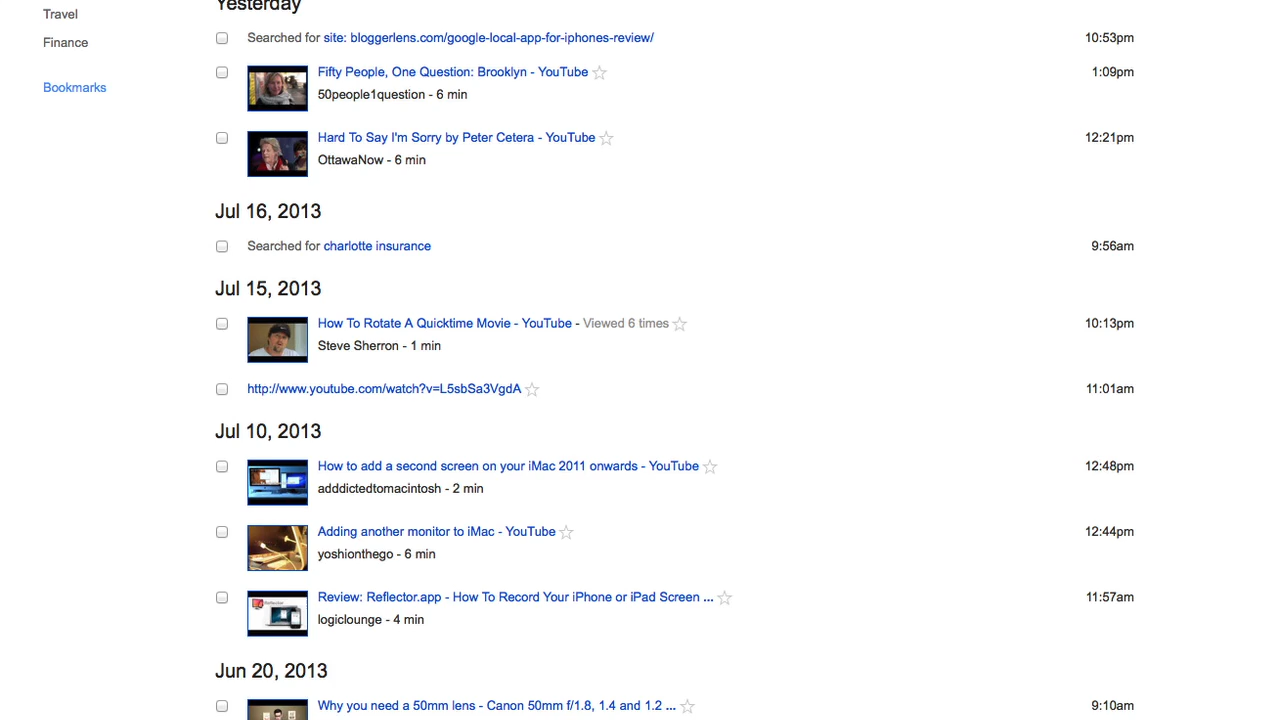 Travel
Finance
Bookmarks
Yesterday
Searched for site: bloggerlens.com/google-local-app-for-iphones-review/ 10:53pm
Fifty People, One Question: Brooklyn - YouTube 1:09pm
50people1question - 6 min
Hard To Say I'm Sorry by Peter Cetera - YouTube 12:21pm
OttawaNow - 6 min
Jul 16, 2013
Searched for charlotte insurance 9:56am
Jul 15, 2013
How To Rotate A Quicktime Movie - YouTube - Viewed 6 times 10:13pm
Steve Sherron - 1 min
http://www.youtube.com/watch?v=L5sbSa3VgdA 11:01am
Jul 10, 2013
How to add a second screen on your iMac 2011 onwards - YouTube 12:48pm
adddictedtomacintosh - 2 min
Adding another monitor to iMac - YouTube 12:44pm
yoshionthego - 6 min
Review: Reflector.app - How To Record Your iPhone or iPad Screen ... 11:57am
logiclounge - 4 min
Jun 20, 2013
Why you need a 50mm lens - Canon 50mm f/1.8, 1.4 and 1.2 ... 9:10am